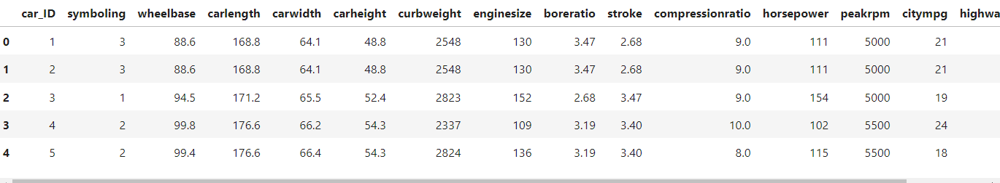 car_ID symboling wheelbase carlength carwidth carheight curbweight enginesize boreratio stroke compressionratio horsepower peakrpm citympg highwa
0 1 3 88.6 168.8 64.1 48.8 2548 130 3.47 2.68 9.0 111 5000 21
1 2 3 88.6 168.8 64.1 48.8 2548 130 3.47 2.68 9.0 111 5000 21
2 3 1 94.5 171.2 65.5 52.4 2823 152 2.68 3.47 9.0 154 5000 19
3 4 2 99.8 176.6 66.2 54.3 2337 109 3.19 3.40 10.0 102 5500 24
4 5 2 99.4 176.6 66.4 54.3 2824 136 3.19 3.40 8.0 115 5500 18